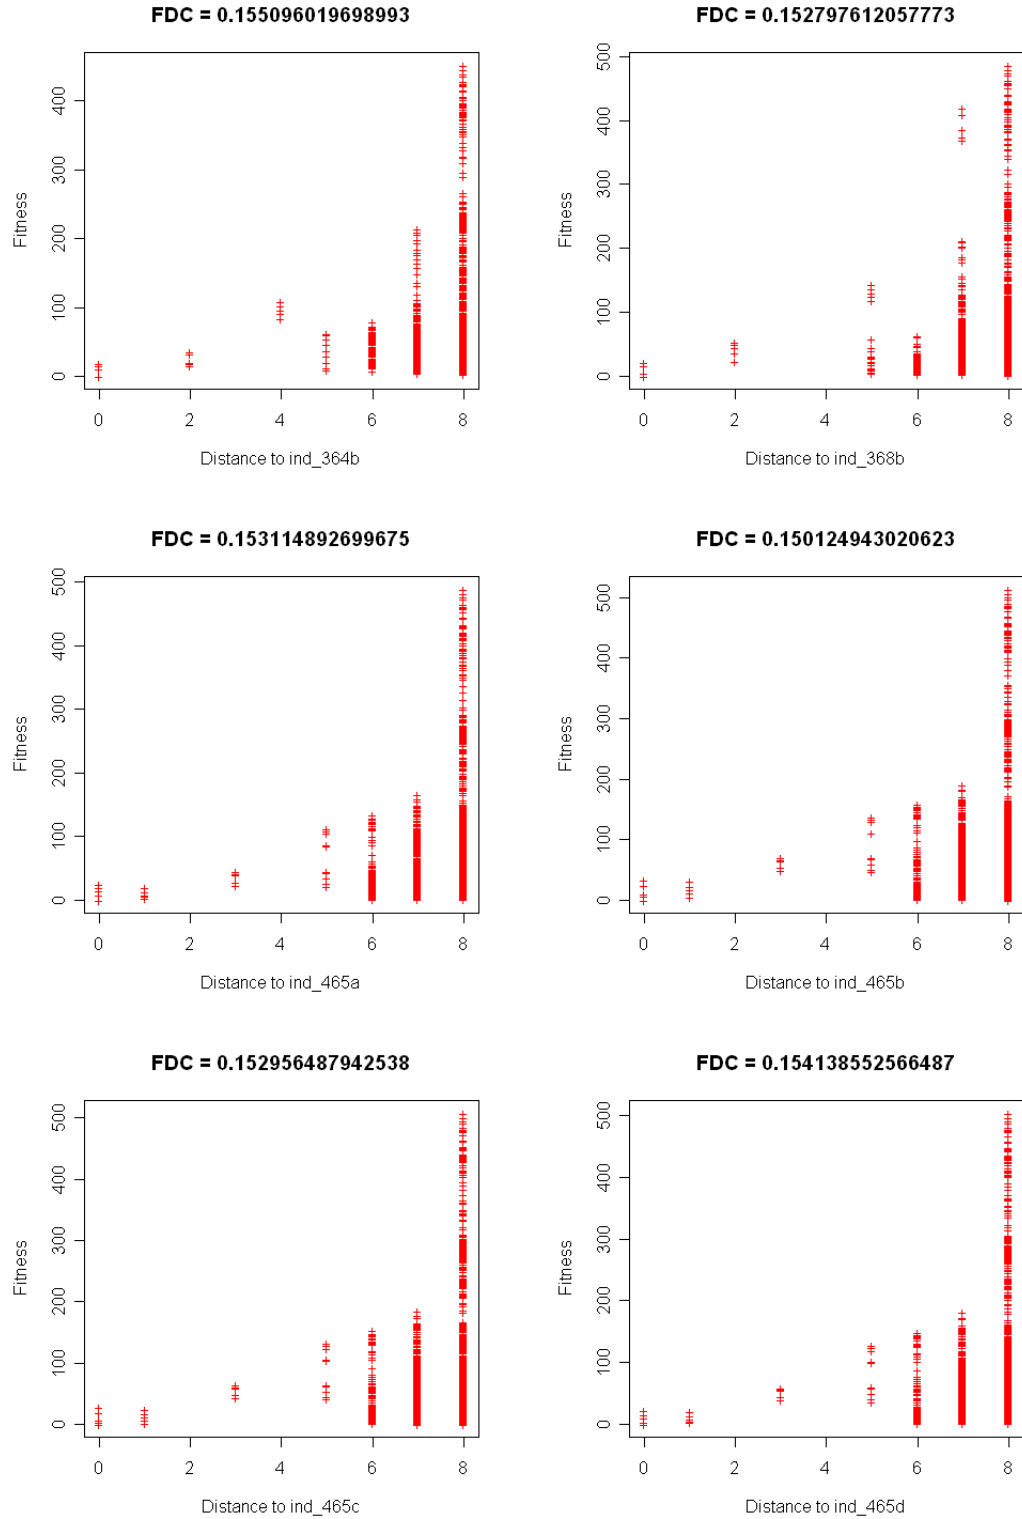 FDC = 0.155096019698993
FDC = 0.152797612057773
Fitness
400
300
200
100
0
0 2 4 6 8
Distance to ind_364b
Fitness
500
400
300
200
100
0
0 2 4 6 8
Distance to ind_368b
FDC = 0.153114892699675
FDC = 0.150124943020623
Fitness
500
400
300
200
100
0
0 2 4 6 8
Distance to ind_465a
Fitness
500
400
300
200
100
0
0 2 4 6 8
Distance to ind_465b
FDC = 0.152956487942538
FDC = 0.154138552566487
Fitness
500
400
300
200
100
0
0 2 4 6 8
Distance to ind_465c
Fitness
500
400
300
200
100
0
0 2 4 6 8
Distance to ind_465d